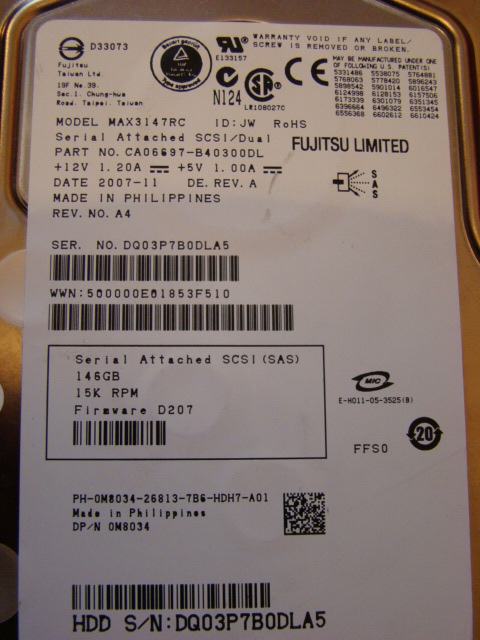 D33073
Fujitsu
Taiwan Ltd
19F No.39.
Sec.1. Chung-hwa
Road. Taipei. Taiwan
E133157
N124
LR108027C
WARRANTY VOID IF ANY LABEL/
SCREW IS REMOVED OR BROKEN.
MAY BE MANUFACTURED UNDER ONE
OF FOLLOWING U.S. PATENT(S)
5331486 5538075 5764881
5768063 5778420 5896243
5898542 5901014 6016547
6124998 6128153 6157506
6173339 6301079 6351345
6396664 6496322 6553454
6556368 6602612 6610424
MODEL MAX3147RC ID:JW RoHS
Serial Attached SCSI/Dual
FUJITSU LIMITED
PART NO. CA06697-B40300DL
+12V 1.20A +5V 1.00A
DATE 2007-11 DE. REV. A
MADE IN PHILIPPINES
REV. NO. A4
SAS
SER. NO. DQ03P7B0DLA5
WWN:500000E01853F510
Serial Attached SCSI (SAS)
146GB
15K RPM
Firmware D207
MIC
E-H011-05-3525(B)
20
FFS0
PH-0M8034-26813-7B6-HDH7-A01
Made in Philippines
DP/N 0M8034
HDD S/N:DQ03P7B0DLA5